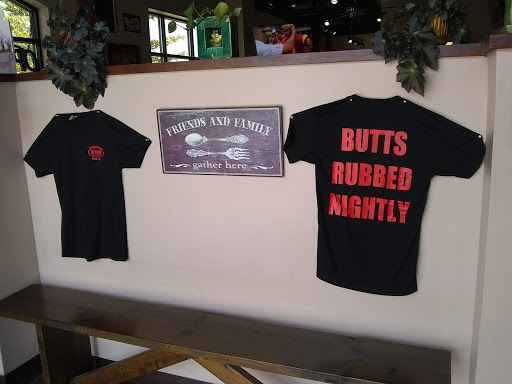 FRIENDS AND FAMILY
gather here
BUTTS
RUBBED
NIGHTLY